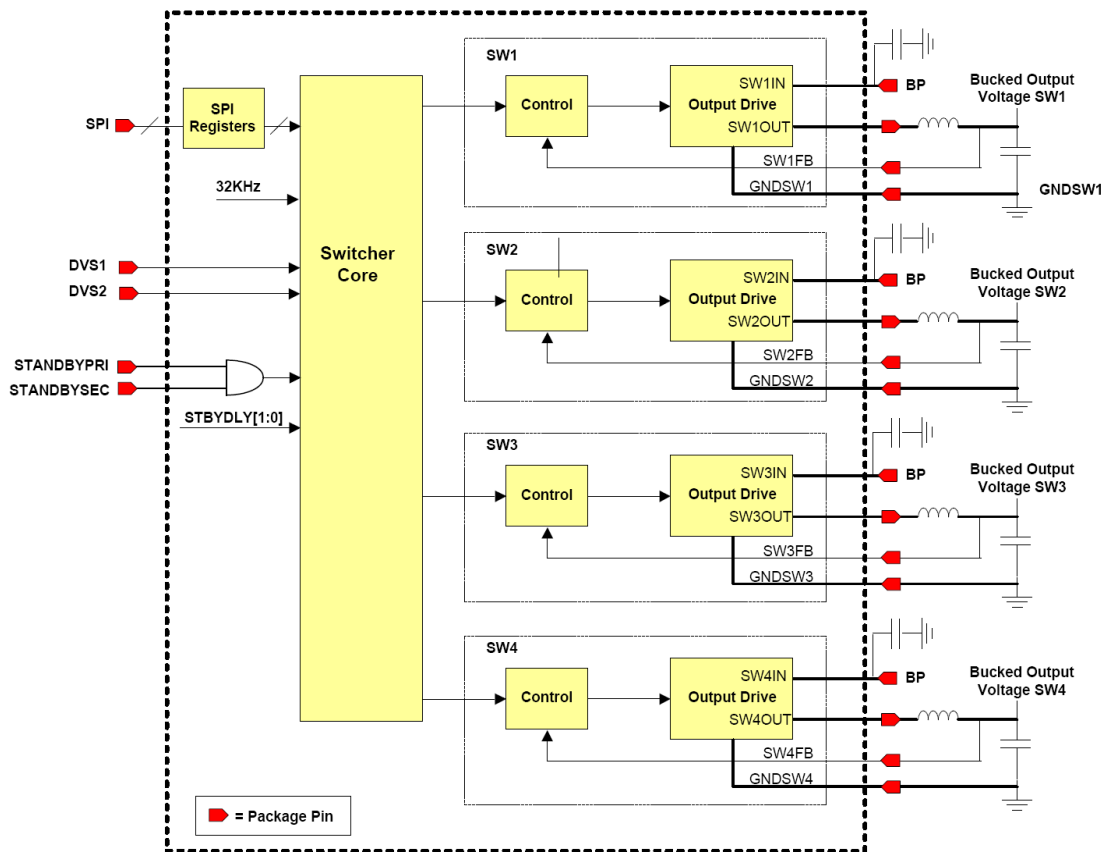 SPI
SPI
Registers
32KHz
DVS1
DVS2
STANDBYPRI
STANDBYSEC
STBYDLY[1:0]
Switcher
Core
SW1
Control
SW1IN
Output Drive
SW1OUT
SW1FB
GNDSW1
BP
Bucked Output
Voltage SW1
GNDSW1
SW2
Control
SW2IN
Output Drive
SW2OUT
SW2FB
GNDSW2
BP
Bucked Output
Voltage SW2
SW3
Control
SW3IN
Output Drive
SW3OUT
SW3FB
GNDSW3
BP
Bucked Output
Voltage SW3
SW4
Control
SW4IN
Output Drive
SW4OUT
SW4FB
GNDSW4
BP
Bucked Output
Voltage SW4
= Package Pin